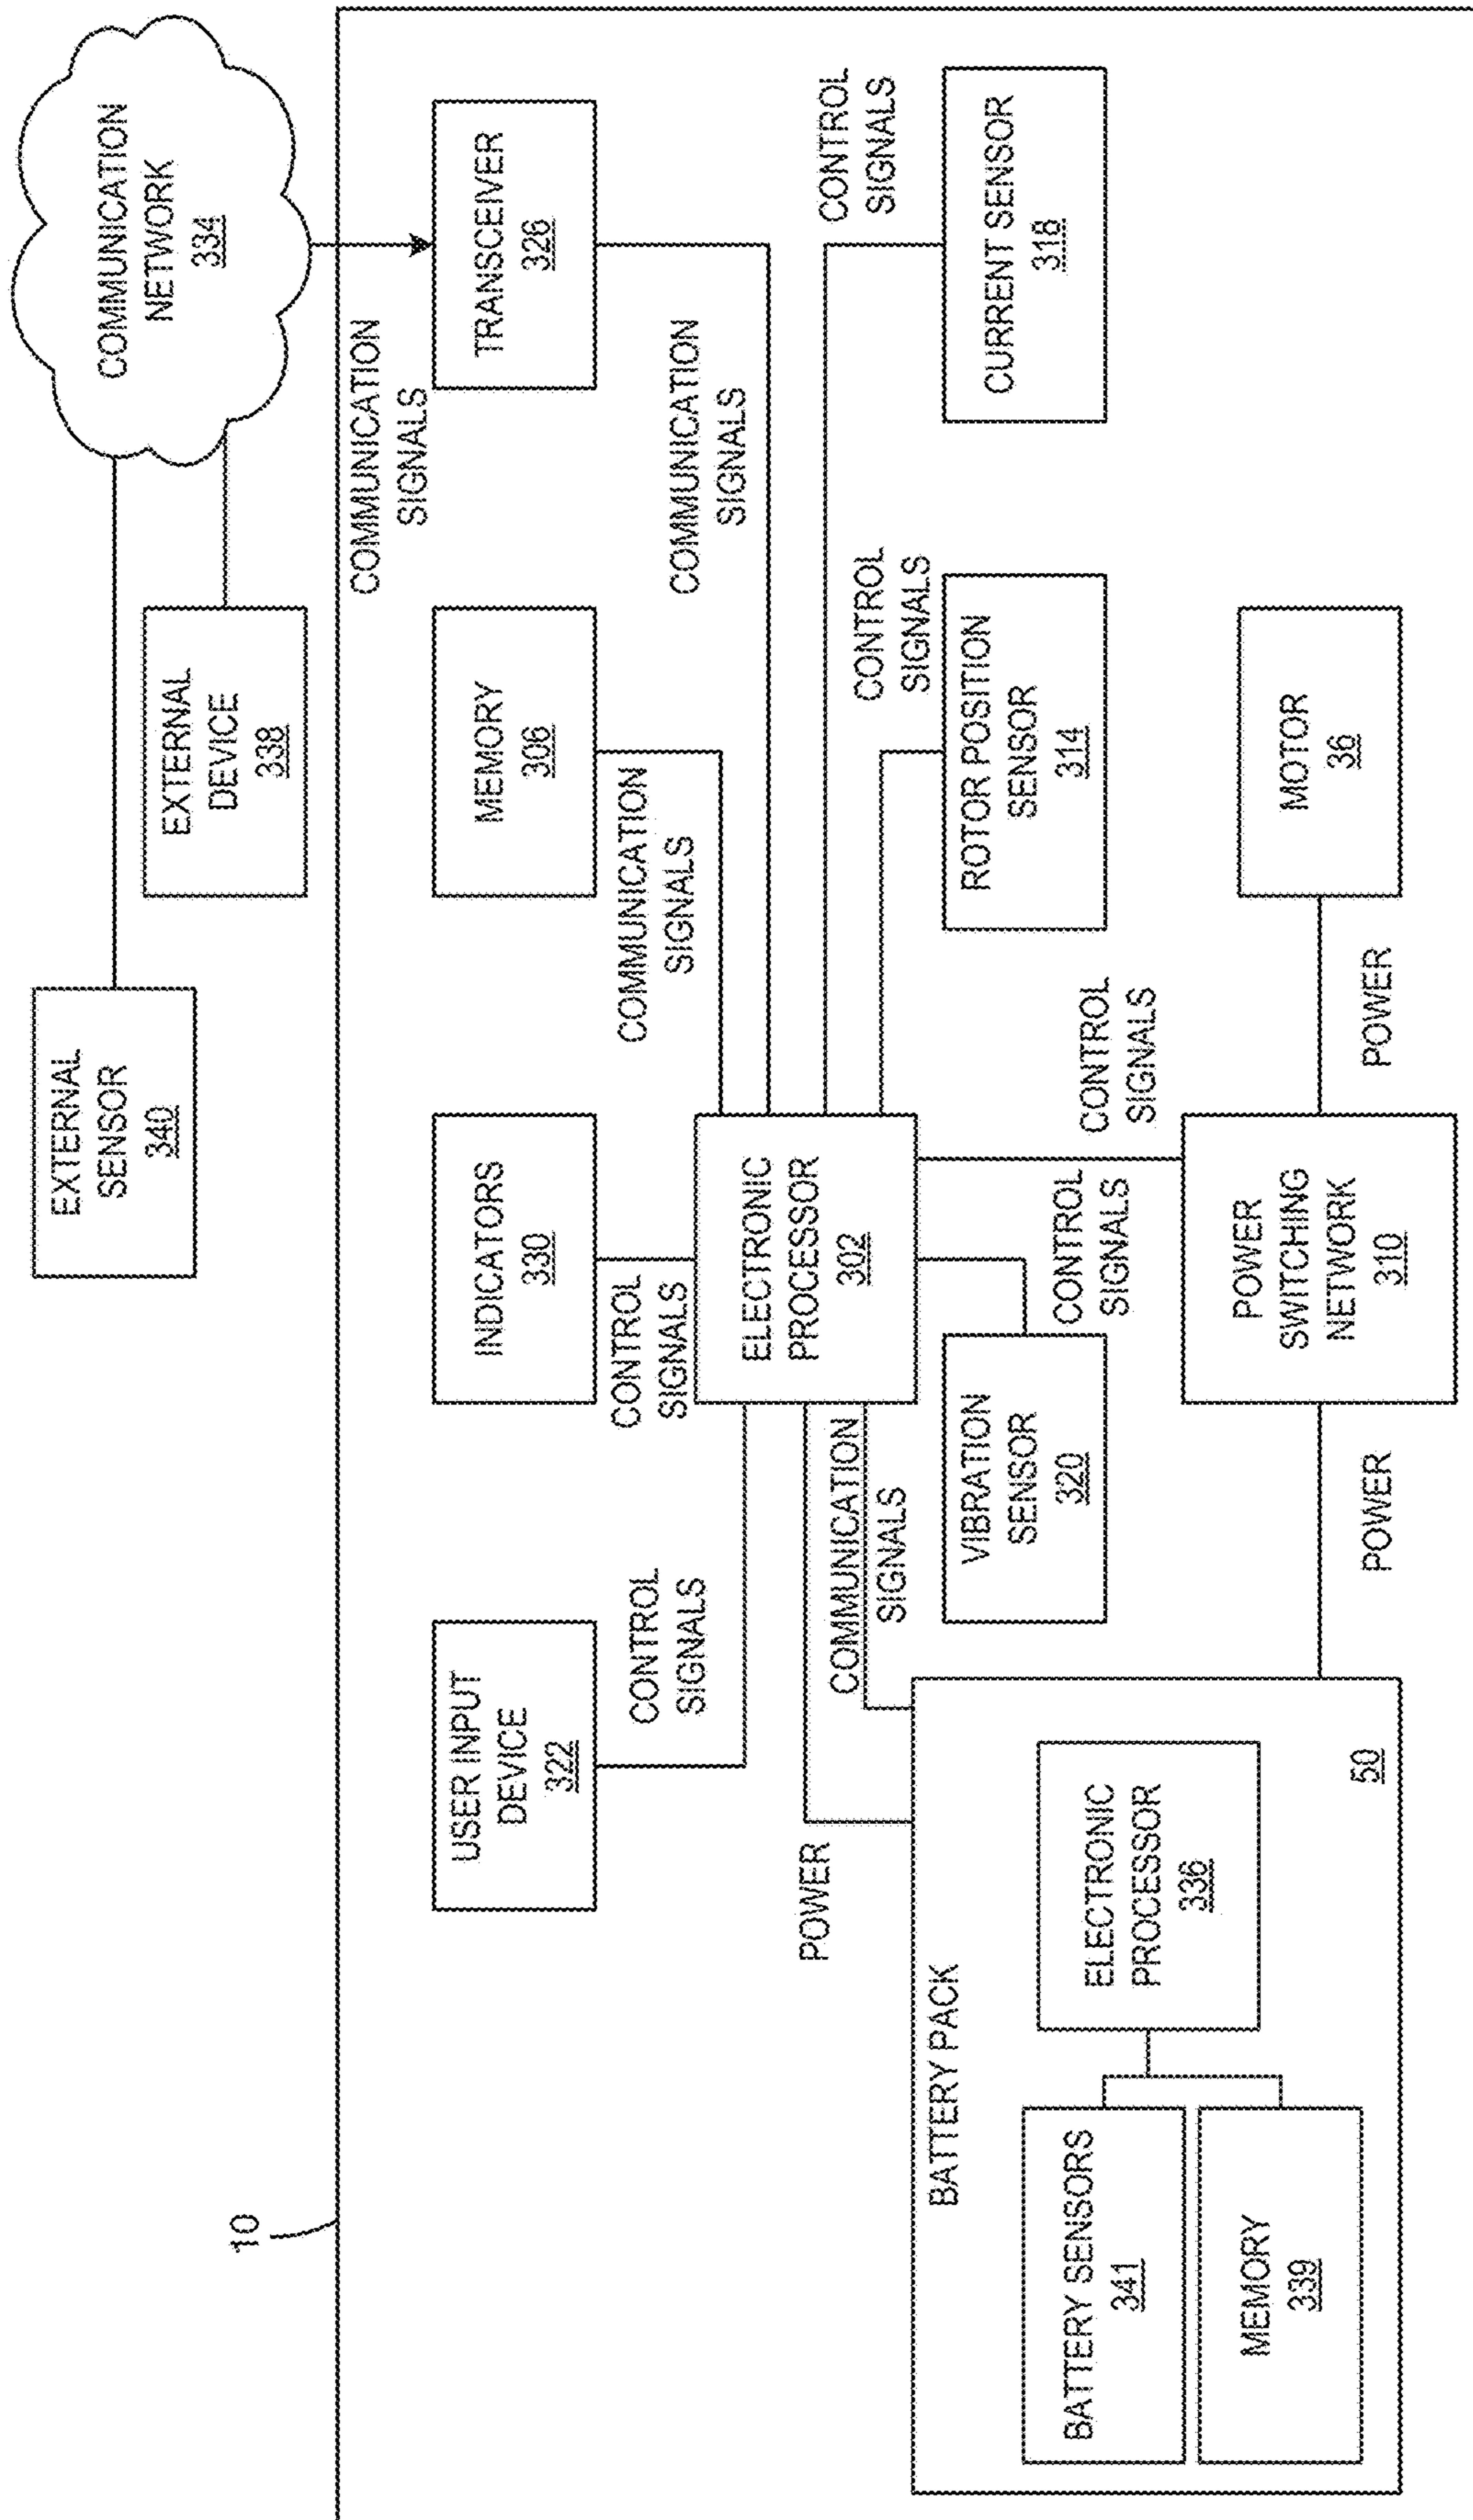 10
EXTERNAL
SENSOR
340
EXTERNAL
DEVICE
338
COMMUNICATION
NETWORK
334
COMMUNICATION
SIGNALS
USER INPUT
DEVICE
322
INDICATORS
330
MEMORY
306
TRANSCEIVER
326
CONTROL
SIGNALS
CONTROL
SIGNALS
COMMUNICATION
SIGNALS
COMMUNICATION
SIGNALS
POWER
COMMUNICATION
SIGNALS
ELECTRONIC
PROCESSOR
302
CONTROL
SIGNALS
CONTROL
SIGNALS
BATTERY PACK
VIBRATION
SENSOR
320
ROTOR POSITION
SENSOR
314
CURRENT SENSOR
318
CONTROL
SIGNALS
CONTROL
SIGNALS
BATTERY SENSORS
341
MEMORY
339
ELECTRONIC
PROCESSOR
336
50
POWER
POWER
SWITCHING
NETWORK
310
POWER
MOTOR
36